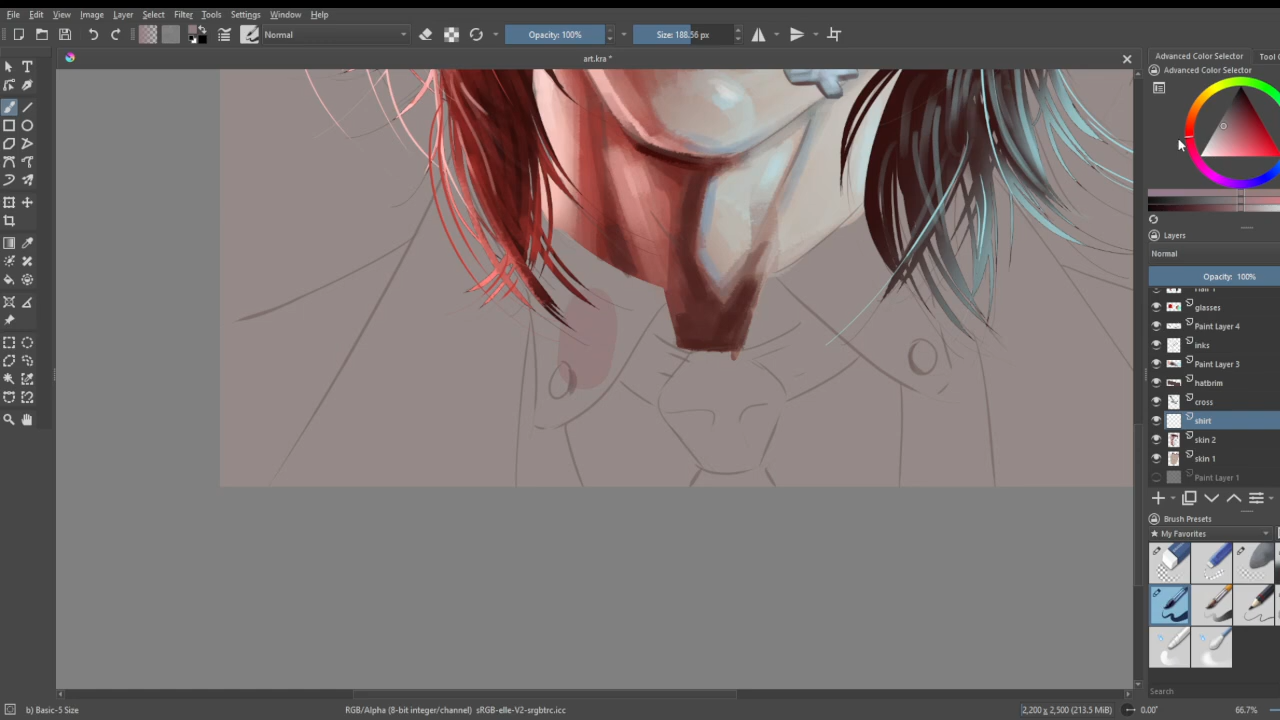 File Edit View Image Layer Select Filter Tools Settings Window Help
Normal Opacity: 100% Size: 188.56 px
art.kra *
Advanced Color Selector Tool
Advanced Color Selector
Layers
Normal
Opacity: 100%
glasses
Paint Layer 4
inks
Paint Layer 3
hatbrim
cross
shirt
skin 2
skin 1
Paint Layer 1
Brush Presets
★ My Favorites
Search
b) Basic-5 Size RGB/Alpha (8-bit integer/channel) sRGB-elle-V2-srgbtrc.icc 2,200 x 2,500 (213.5 MiB) 0.00° 66.7%